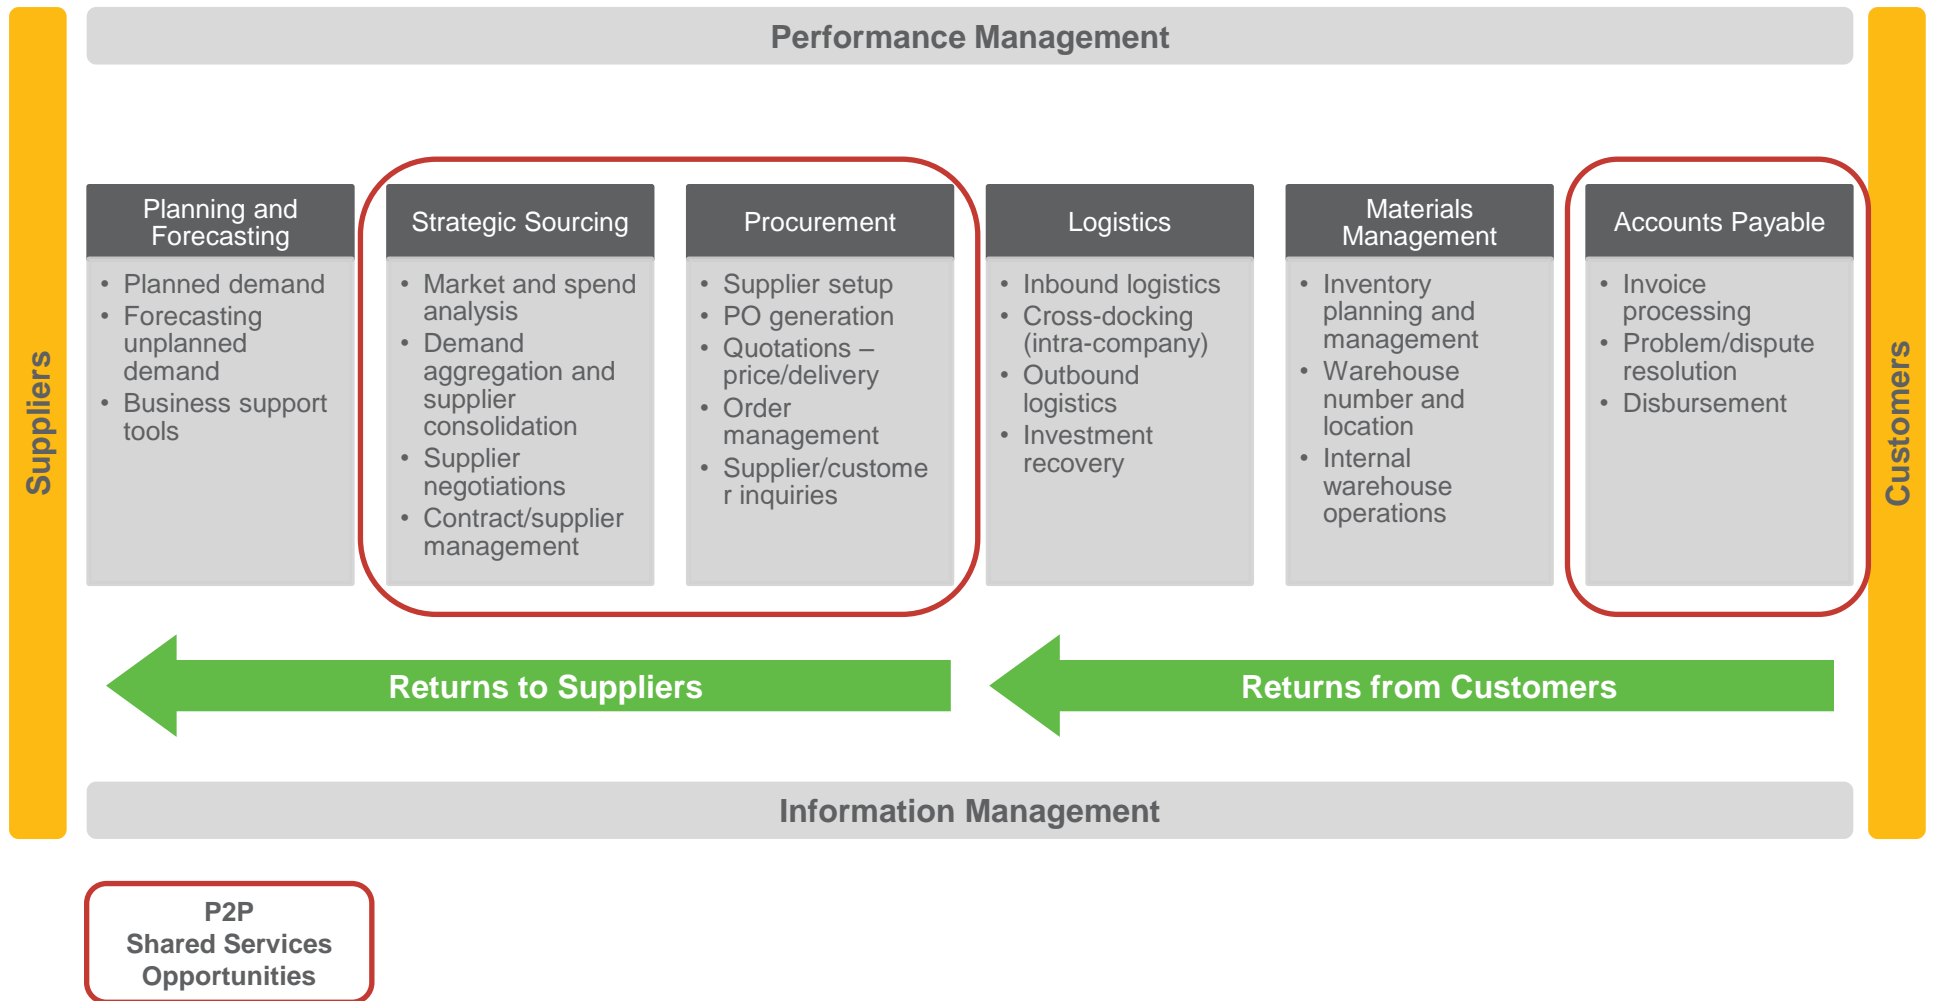 Performance Management
Suppliers
Customers
Planning and
Forecasting
• Planned demand
• Forecasting
unplanned
demand
• Business support
tools
Strategic Sourcing
• Market and spend
analysis
• Demand
aggregation and
supplier
consolidation
• Supplier
negotiations
• Contract/supplier
management
Procurement
• Supplier setup
• PO generation
• Quotations –
price/delivery
• Order
management
• Supplier/custome
r inquiries
Logistics
• Inbound logistics
• Cross-docking
(intra-company)
• Outbound
logistics
• Investment
recovery
Materials
Management
• Inventory
planning and
management
• Warehouse
number and
location
• Internal
warehouse
operations
Accounts Payable
• Invoice
processing
• Problem/dispute
resolution
• Disbursement
Returns to Suppliers
Returns from Customers
Information Management
P2P
Shared Services
Opportunities